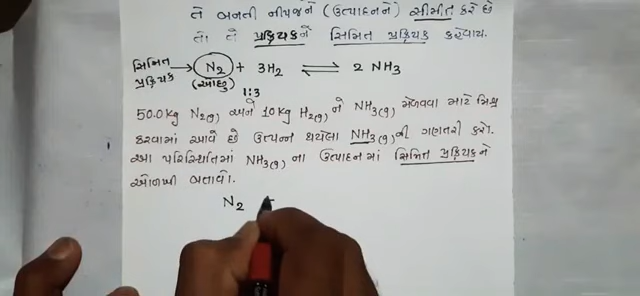 તે બનતી નીપજને (ઉત્પાદનને) સીમીત કરે છે
તો તે પ્રક્રિયકને સિમિત પ્રક્રિયક કહેવાય.
સિમિત પ્રક્રિયક → N₂ + 3H₂ ⇌ 2 NH₃
(ઓછુ) 1:3
50.0 kg N₂(g) અને 10 kg H₂(g) ને NH₃(g) મેળવવા માટે મિશ્ર
કરવામાં આવે છે ઉત્પન્ન થયેલા NH₃(g) ની ગણતરી કરો.
આ પરિસ્થિતિમાં NH₃(g) ના ઉત્પાદનમાં સિમિત પ્રક્રિયકને
ઓળખી બતાવો.
N₂ +